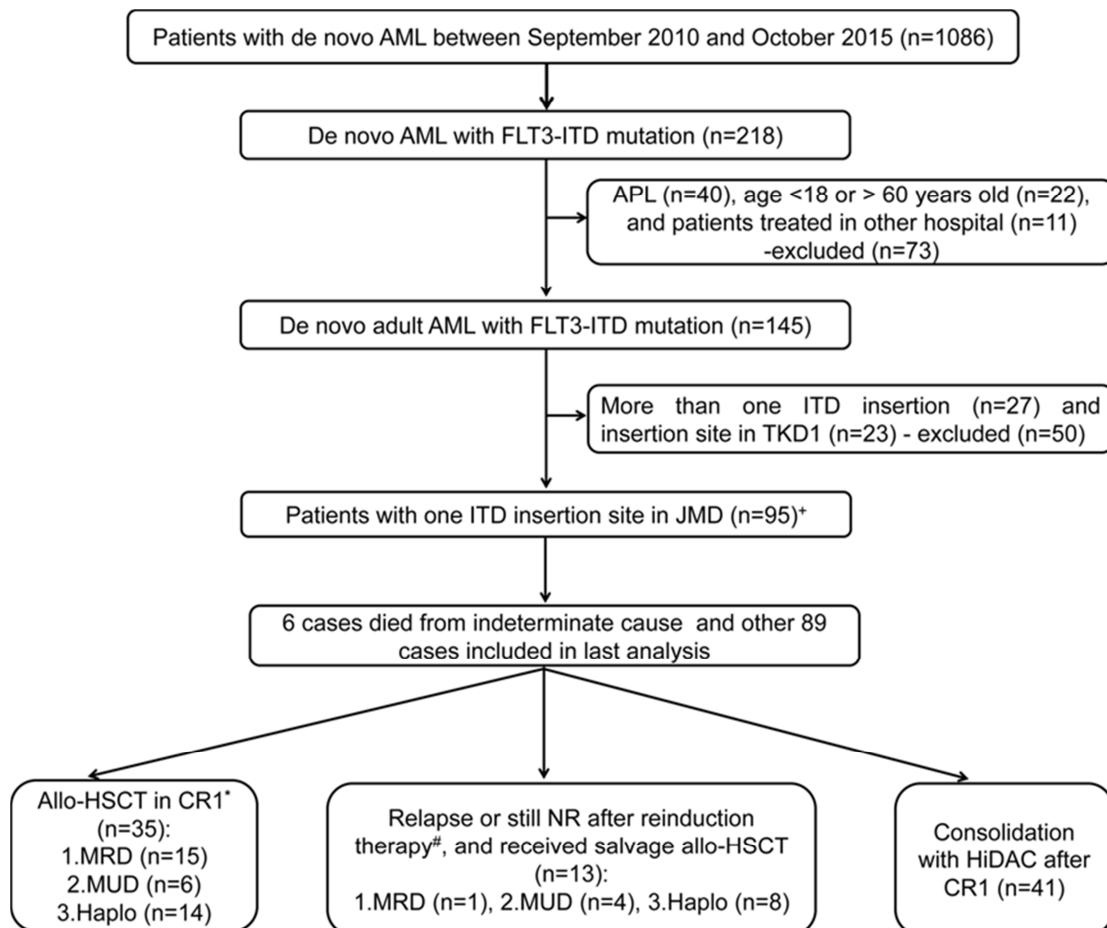 Patients with de novo AML between September 2010 and October 2015 (n=1086)
De novo AML with FLT3-ITD mutation (n=218)
APL (n=40), age <18 or > 60 years old (n=22),
and patients treated in other hospital (n=11)
-excluded (n=73)
De novo adult AML with FLT3-ITD mutation (n=145)
More than one ITD insertion (n=27) and
insertion site in TKD1 (n=23) - excluded (n=50)
Patients with one ITD insertion site in JMD (n=95)⁺
6 cases died from indeterminate cause and other 89
cases included in last analysis
Allo-HSCT in CR1*
(n=35):
1.MRD (n=15)
2.MUD (n=6)
3.Haplo (n=14)
Relapse or still NR after reinduction
therapy#, and received salvage allo-HSCT
(n=13):
1.MRD (n=1), 2.MUD (n=4), 3.Haplo (n=8)
Consolidation
with HiDAC after
CR1 (n=41)